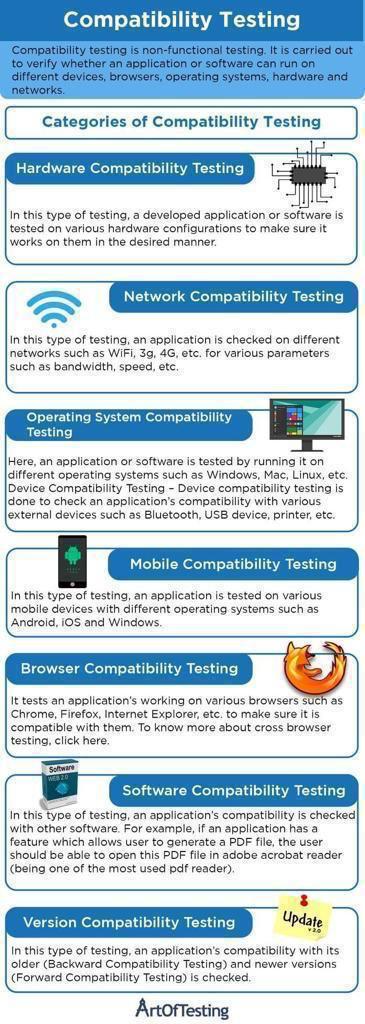 Compatibility Testing
Compatibility testing is non-functional testing. It is carried out
to verify whether an application or software can run on
different devices, browsers, operating systems, hardware and
networks.
Categories of Compatibility Testing
Hardware Compatibility Testing
In this type of testing, a developed application or software is
tested on various hardware configurations to make sure it
works on them in the desired manner.
Network Compatibility Testing
In this type of testing, an application is checked on different
networks such as WiFi, 3g, 4G, etc. for various parameters
such as bandwidth, speed, etc.
Operating System Compatibility
Testing
Here, an application or software is tested by running it on
different operating systems such as Windows, Mac, Linux, etc.
Device Compatibility Testing – Device compatibility testing is
done to check an application's compatibility with various
external devices such as Bluetooth, USB device, printer, etc.
Mobile Compatibility Testing
In this type of testing, an application is tested on various
mobile devices with different operating systems such as
Android, iOS and Windows.
Browser Compatibility Testing
It tests an application's working on various browsers such as
Chrome, Firefox, Internet Explorer, etc. to make sure it is
compatible with them. To know more about cross browser
testing, click here.
Software
WEB 2.0
Software Compatibility Testing
In this type of testing, an application's compatibility is checked
with other software. For example, if an application has a
feature which allows user to generate a PDF file, the user
should be able to open this PDF file in adobe acrobat reader
(being one of the most used pdf reader).
Version Compatibility Testing
Update
v 2.0
In this type of testing, an application's compatibility with its
older (Backward Compatibility Testing) and newer versions
(Forward Compatibility Testing) is checked.
ArtOfTesting